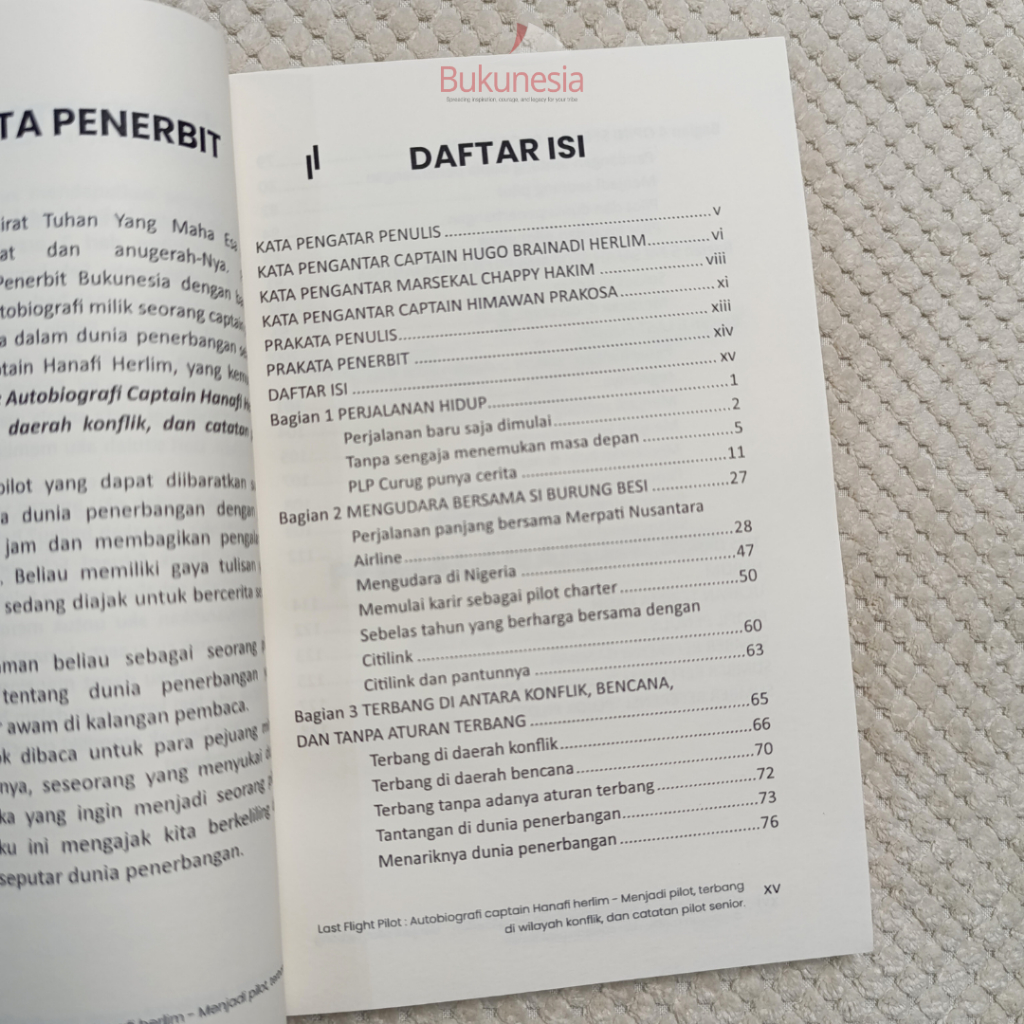 Bukunesia
TA PENERBIT
irat Tuhan Yang Maha Esa
at dan anugerah-Nya,
Penerbit Bukunesia dengan
tobiografi milik seorang captain
a dalam dunia penerbangan
tain Hanafi Herlim, yang
Autobiografi Captain Hanafi
daerah konflik, dan catatan
pilot yang dapat diibaratkan
a dunia penerbangan dengan
jam dan membagikan
. Beliau memiliki gaya tulisan
sedang diajak untuk bercerita
man beliau sebagai seorang
tentang dunia penerbangan
awam di kalangan pembaca.
k dibaca untuk para pejuang
nya, seseorang yang menyukai
ka yang ingin menjadi seorang
ku ini mengajak kita berkeliling
seputar dunia penerbangan.
herlim - Menjadi pilot,
DAFTAR ISI
KATA PENGATAR PENULIS ........ v
KATA PENGANTAR CAPTAIN HUGO BRAINADI HERLIM ........ vi
KATA PENGANTAR MARSEKAL CHAPPY HAKIM ........ viii
KATA PENGANTAR CAPTAIN HIMAWAN PRAKOSA ........ xi
PRAKATA PENULIS ........ xiii
PRAKATA PENERBIT ........ xiv
DAFTAR ISI ........ xv
Bagian 1 PERJALANAN HIDUP ........ 1
Perjalanan baru saja dimulai ........ 2
Tanpa sengaja menemukan masa depan ........ 5
PLP Curug punya cerita ........ 11
Bagian 2 MENGUDARA BERSAMA SI BURUNG BESI ........ 27
Perjalanan panjang bersama Merpati Nusantara
Airline ........ 28
Mengudara di Nigeria ........ 47
Memulai karir sebagai pilot charter ........ 50
Sebelas tahun yang berharga bersama dengan
Citilink ........ 60
Citilink dan pantunnya ........ 63
Bagian 3 TERBANG DI ANTARA KONFLIK, BENCANA,
DAN TANPA ATURAN TERBANG ........ 65
Terbang di daerah konflik ........ 66
Terbang di daerah bencana ........ 70
Terbang tanpa adanya aturan terbang ........ 72
Tantangan di dunia penerbangan ........ 73
Menariknya dunia penerbangan ........ 76
Last Flight Pilot : Autobiografi captain Hanafi herlim - Menjadi pilot, terbang xv
di wilayah konflik, dan catatan pilot senior.